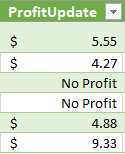 ProfitUpdate
$ 5.55
$ 4.27
No Profit
No Profit
$ 4.88
$ 9.33